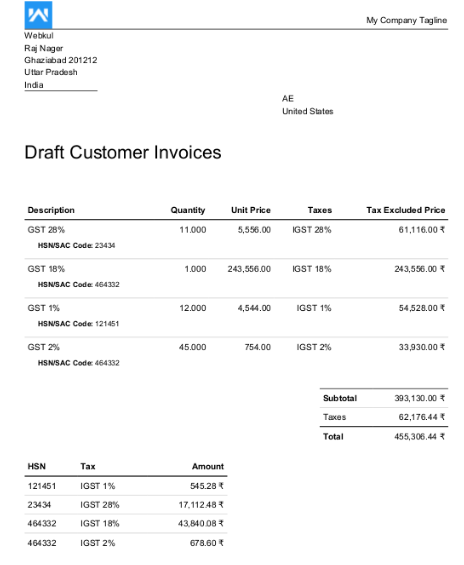 My Company Tagline
Webkul
Raj Nager
Ghaziabad 201212
Uttar Pradesh
India
AE
United States
Draft Customer Invoices
Description Quantity Unit Price Taxes Tax Excluded Price
GST 28% 11.000 5,556.00 IGST 28% 61,116.00 ₹
HSN/SAC Code: 23434
GST 18% 1.000 243,556.00 IGST 18% 243,556.00 ₹
HSN/SAC Code: 464332
GST 1% 12.000 4,544.00 IGST 1% 54,528.00 ₹
HSN/SAC Code: 121451
GST 2% 45.000 754.00 IGST 2% 33,930.00 ₹
HSN/SAC Code: 464332
Subtotal 393,130.00 ₹
Taxes 62,176.44 ₹
Total 455,306.44 ₹
HSN Tax Amount
121451 IGST 1% 545.28 ₹
23434 IGST 28% 17,112.48 ₹
464332 IGST 18% 43,840.08 ₹
464332 IGST 2% 678.60 ₹